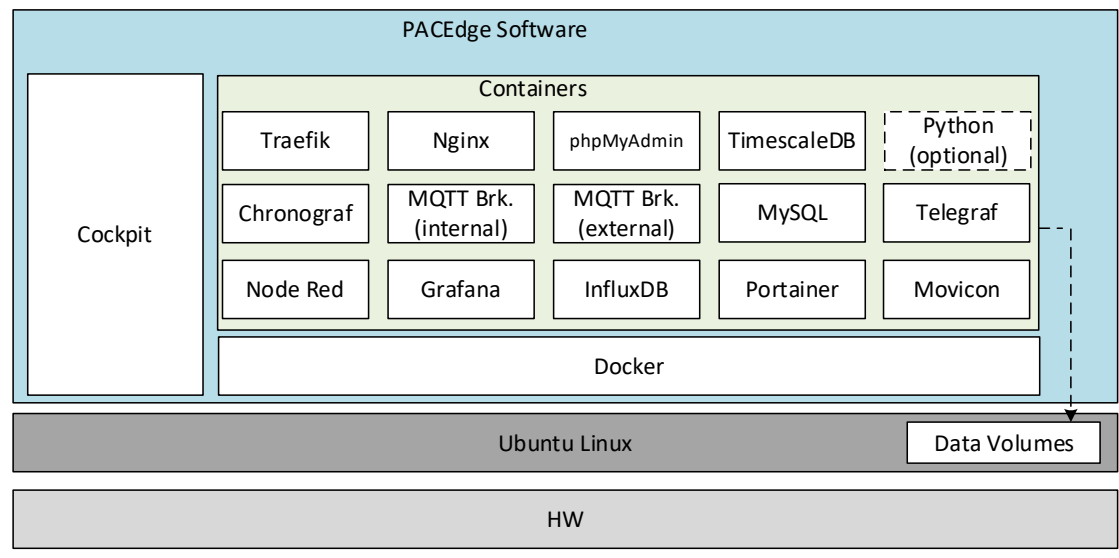 PACEdge Software
Containers
Cockpit
Traefik
Nginx
phpMyAdmin
TimescaleDB
Python
(optional)
Chronograf
MQTT Brk.
(internal)
MQTT Brk.
(external)
MySQL
Telegraf
Node Red
Grafana
InfluxDB
Portainer
Movicon
Docker
Ubuntu Linux
Data Volumes
HW